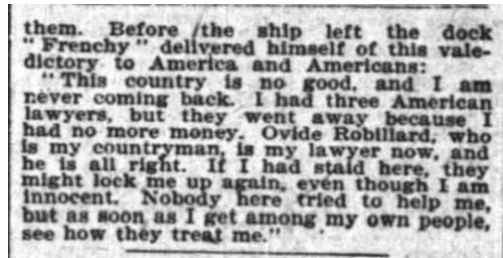 them. Before the ship left the dock
"Frenchy" delivered himself of this vale-
dictory to America and Americans:
"This country is no good, and I am
never coming back. I had three American
lawyers, but they went away because I
had no more money. Ovide Robillard, who
is my countryman, is my lawyer now, and
he is all right. If I had staid here, they
might lock me up again, even though I am
innocent. Nobody here tried to help me,
but as soon as I get among my own people,
see how they treat me."